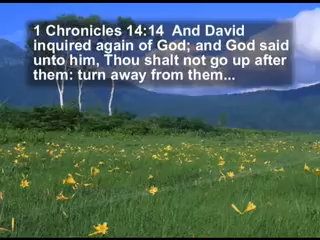 1 Chronicles 14:14  And David
inquired again of God; and God said
unto him, Thou shalt not go up after
them: turn away from them...